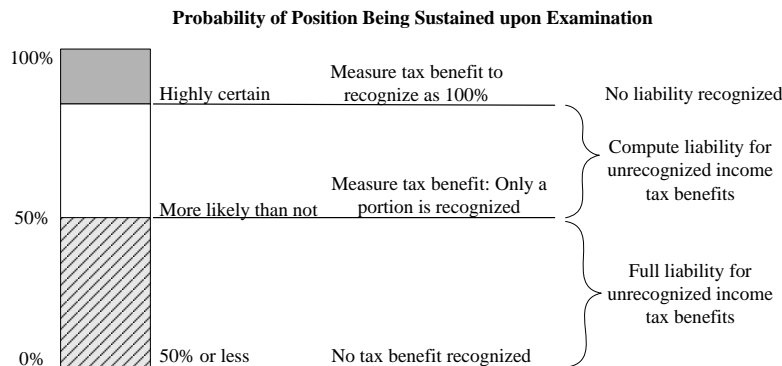 Probability of Position Being Sustained upon Examination
100%
Highly certain
Measure tax benefit to
recognize as 100%
No liability recognized
Compute liability for
unrecognized income
tax benefits
50%
More likely than not
Measure tax benefit: Only a
portion is recognized
Full liability for
unrecognized income
tax benefits
0%
50% or less
No tax benefit recognized